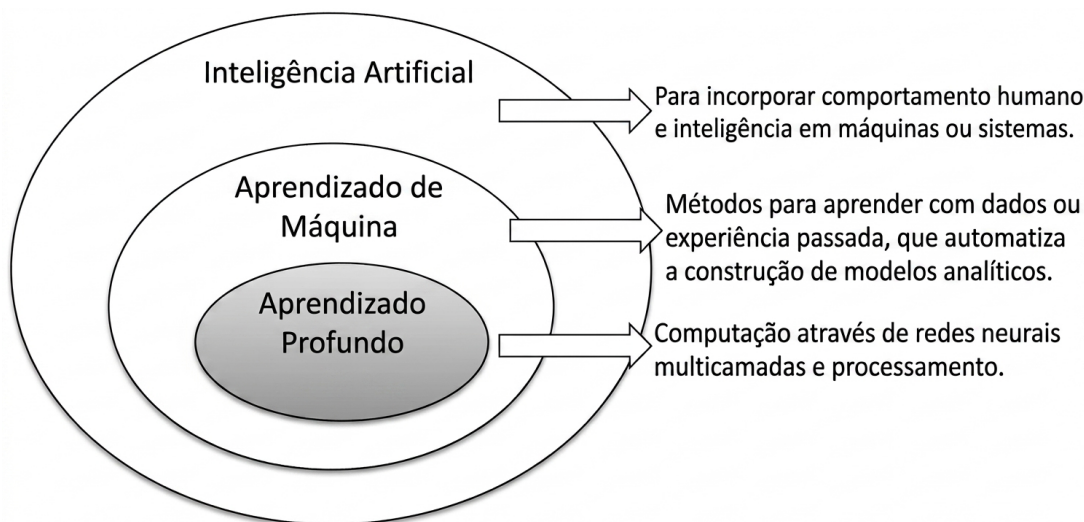 Inteligência Artificial
Para incorporar comportamento humano
e inteligência em máquinas ou sistemas.
Aprendizado de
Máquina
Métodos para aprender com dados ou
experiência passada, que automatiza
a construção de modelos analíticos.
Aprendizado
Profundo
Computação através de redes neurais
multicamadas e processamento.